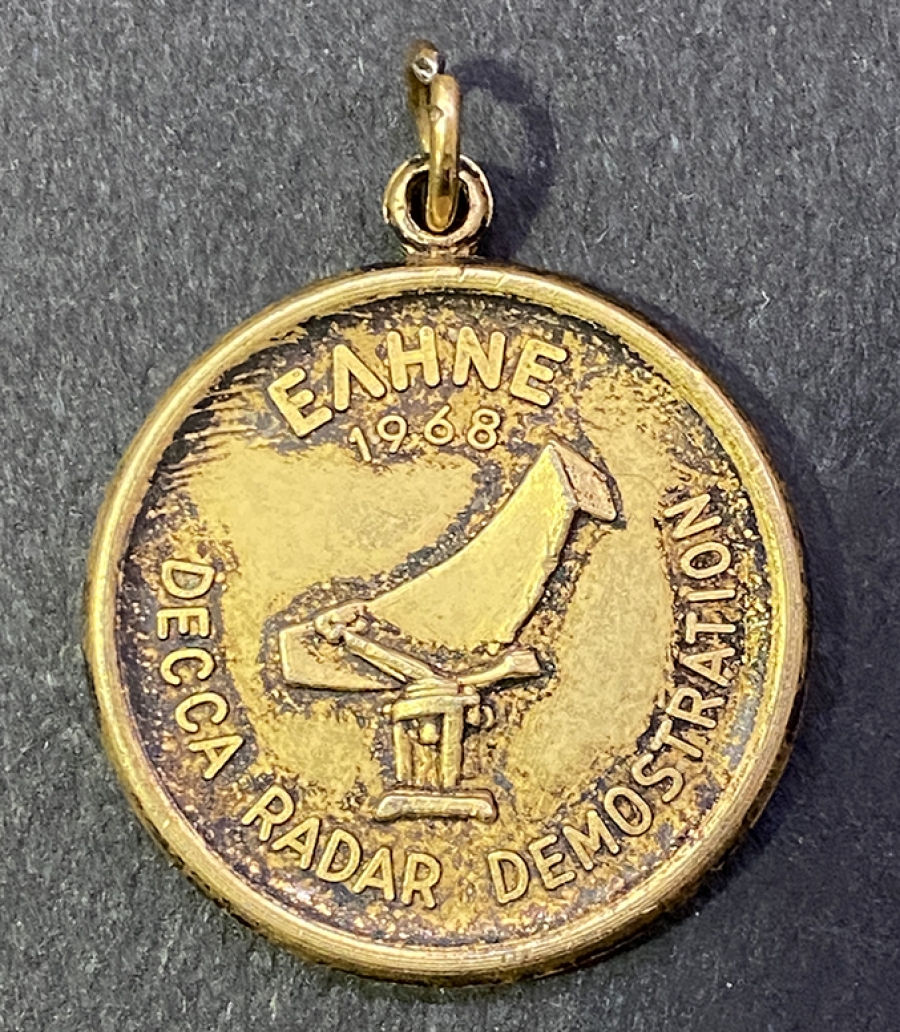 ΕΛΗΝΕ
1968
DECCA RADAR DEMOSTRATION